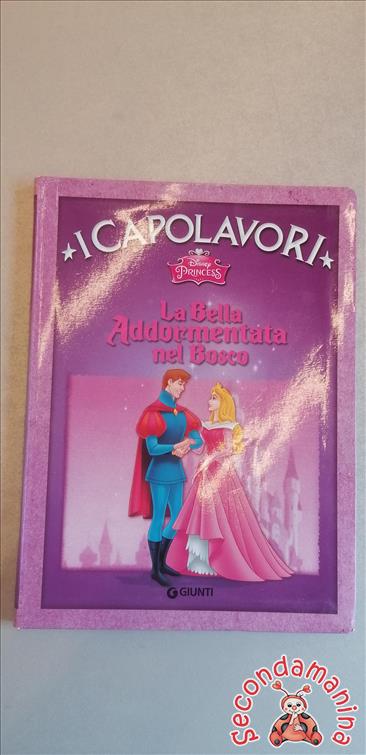 I CAPOLAVORI
Disney
PRINCESS
La Bella
Addormentata
nel Bosco
GIUNTI
Secondamanina